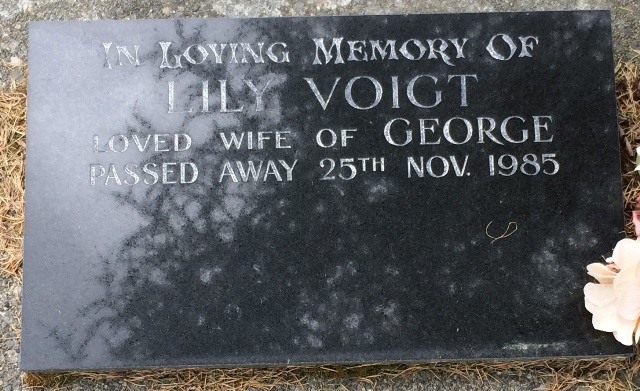 IN LOVING MEMORY OF
LILY VOIGT
LOVED WIFE OF GEORGE
PASSED AWAY 25TH NOV. 1985